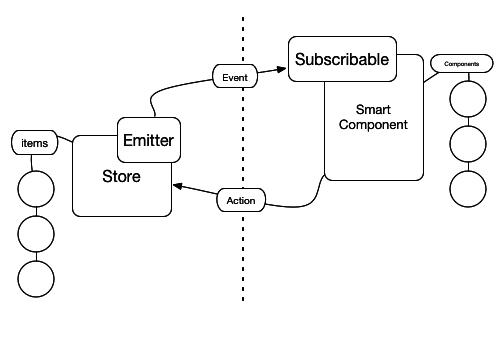 Subscribable
Components
Event
Smart
Component
Emitter
items
Store
Action